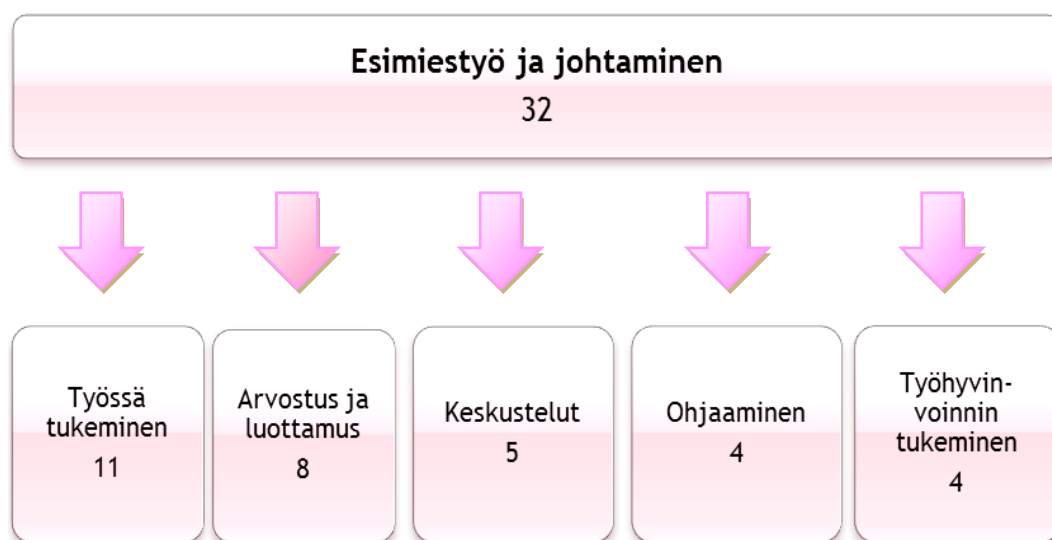 Esimiestyö ja johtaminen
32
Työssä
tukeminen
11
Arvostus ja
luottamus
8
Keskustelut
5
Ohjaaminen
4
Työhyvin-
voinnin
tukeminen
4